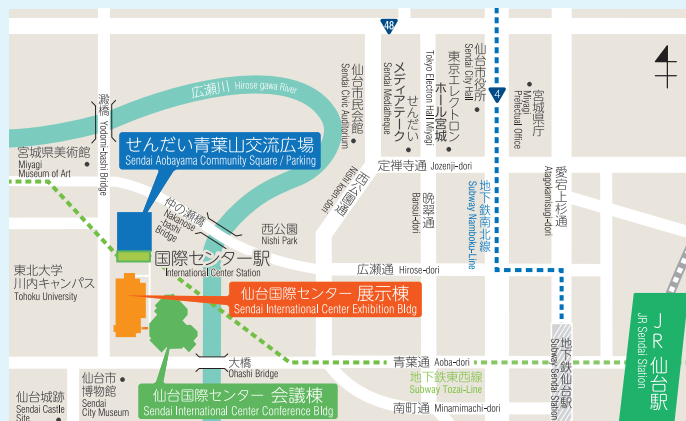 48
4
広瀬川 Hirose gawa River
澱橋
Yodomi-bashi Bridge
仙台市民会館
Sendai Civic Auditorium
せんだい
メディアテーク
Sendai Mediatheque
東京エレクトロン
ホール宮城
Tokyo Electron Hall Miyagi
仙台市役所
Sendai City Hall
宮城県庁
Miyagi
Prefectual Office
せんだい青葉山交流広場
Sendai Aobayama Community Square / Parking
宮城県美術館
Miyagi
Museum of Art
定禅寺通 Jozenji-dori
西公園通
Nishi koen-dori
晩翠通
Bansui-dori
地下鉄南北線
Subway Namboku-Line
愛宕上杉通
Atagokamisugi-dori
仲の瀬橋
Nakanose
-bashi
Bridge
西公園
Nishi Park
国際センター駅
International Center Station
広瀬通 Hirose-dori
東北大学
川内キャンパス
Tohoku University
仙台国際センター 展示棟
Sendai International Center Exhibition Bldg
JR 仙台駅
JR Sendai Station
地下鉄仙台駅
Subway Sendai Station
大橋
Ohashi Bridge
青葉通 Aoba-dori
地下鉄東西線
Subway Tozai-Line
仙台市
博物館
Sendai
City Museum
仙台国際センター 会議棟
Sendai International Center Conference Bldg
仙台城跡
Sendai Castle
Site
南町通 Minamimachi-dori